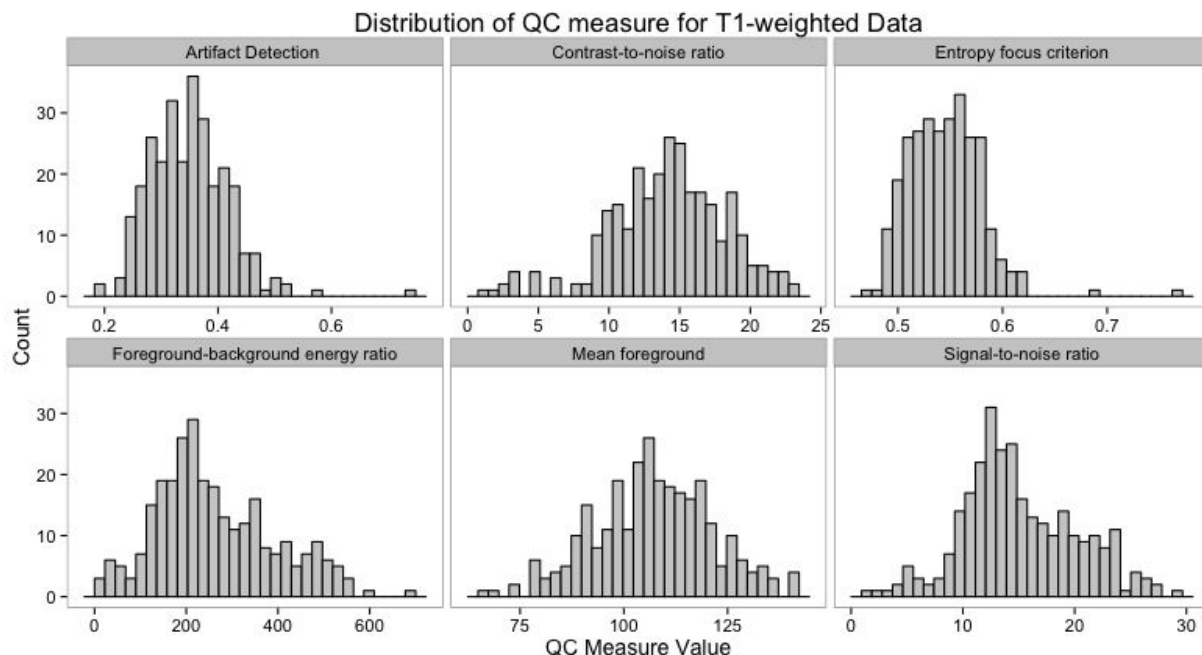 Distribution of QC measure for T1-weighted Data
Artifact Detection
Contrast-to-noise ratio
Entropy focus criterion
30
20
10
0
0.2 0.4 0.6
0 5 10 15 20 25
0.5 0.6 0.7
Count
Foreground-background energy ratio
Mean foreground
Signal-to-noise ratio
30
20
10
0
0 200 400 600
75 100 125
0 10 20 30
QC Measure Value